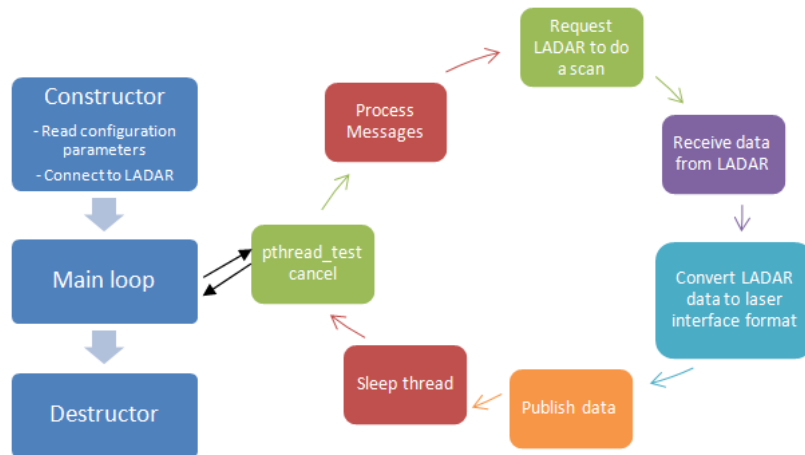 Constructor
- Read configuration
parameters
- Connect to LADAR
Main loop
Destructor
pthread_test
cancel
Process
Messages
Request
LADAR to do
a scan
Receive data
from LADAR
Convert LADAR
data to laser
interface format
Publish data
Sleep thread